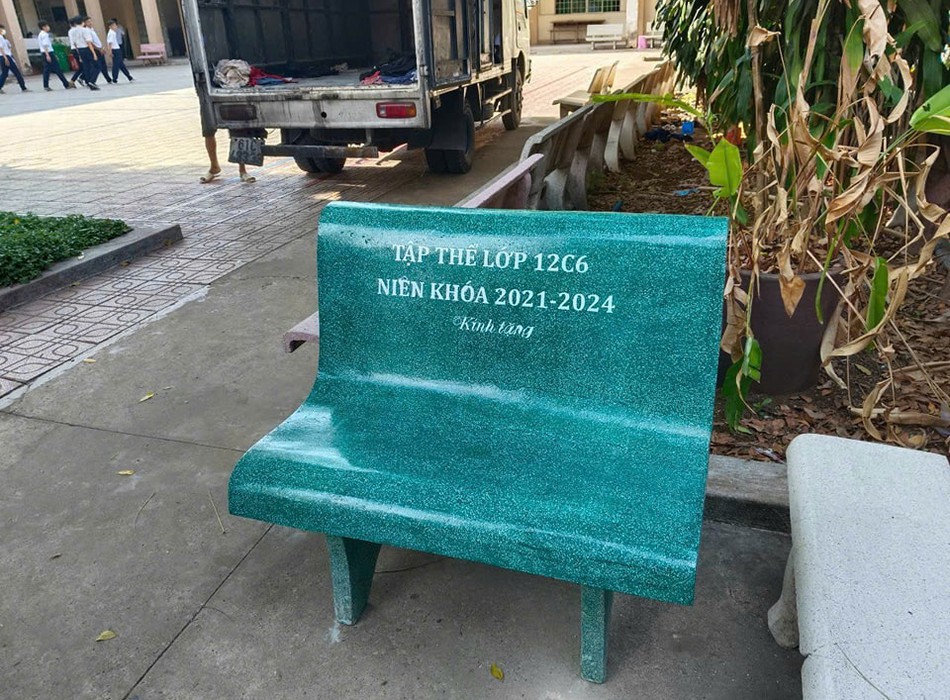 TẬP THỂ LỚP 12C6
NIÊN KHÓA 2021-2024
Kính tặng